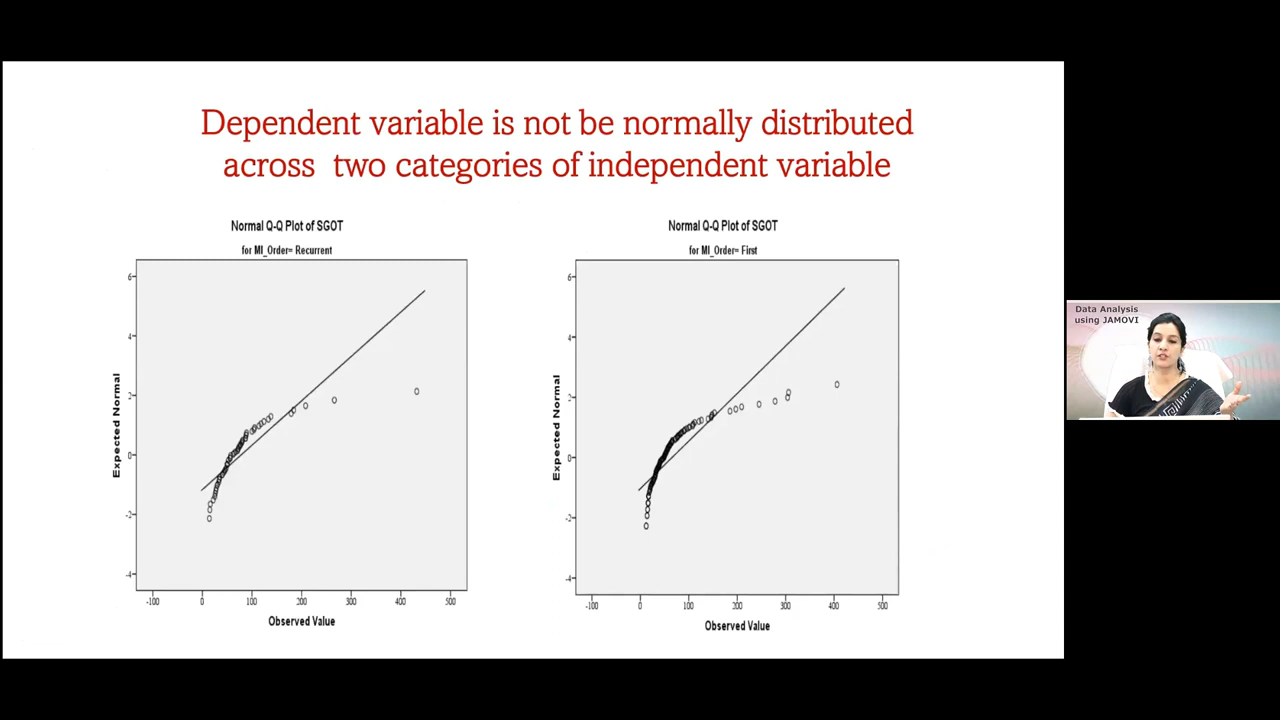 Dependent variable is not be normally distributed
across two categories of independent variable
Normal Q-Q Plot of SGOT
for MI_Order= Recurrent
6
4
2
0
-2
-4
Expected Normal
-100 0 100 200 300 400 500
Observed Value
Normal Q-Q Plot of SGOT
for MI_Order= First
6
4
2
0
-2
-4
Expected Normal
-100 0 100 200 300 400 500
Observed Value
Data Analysis
using JAMOVI